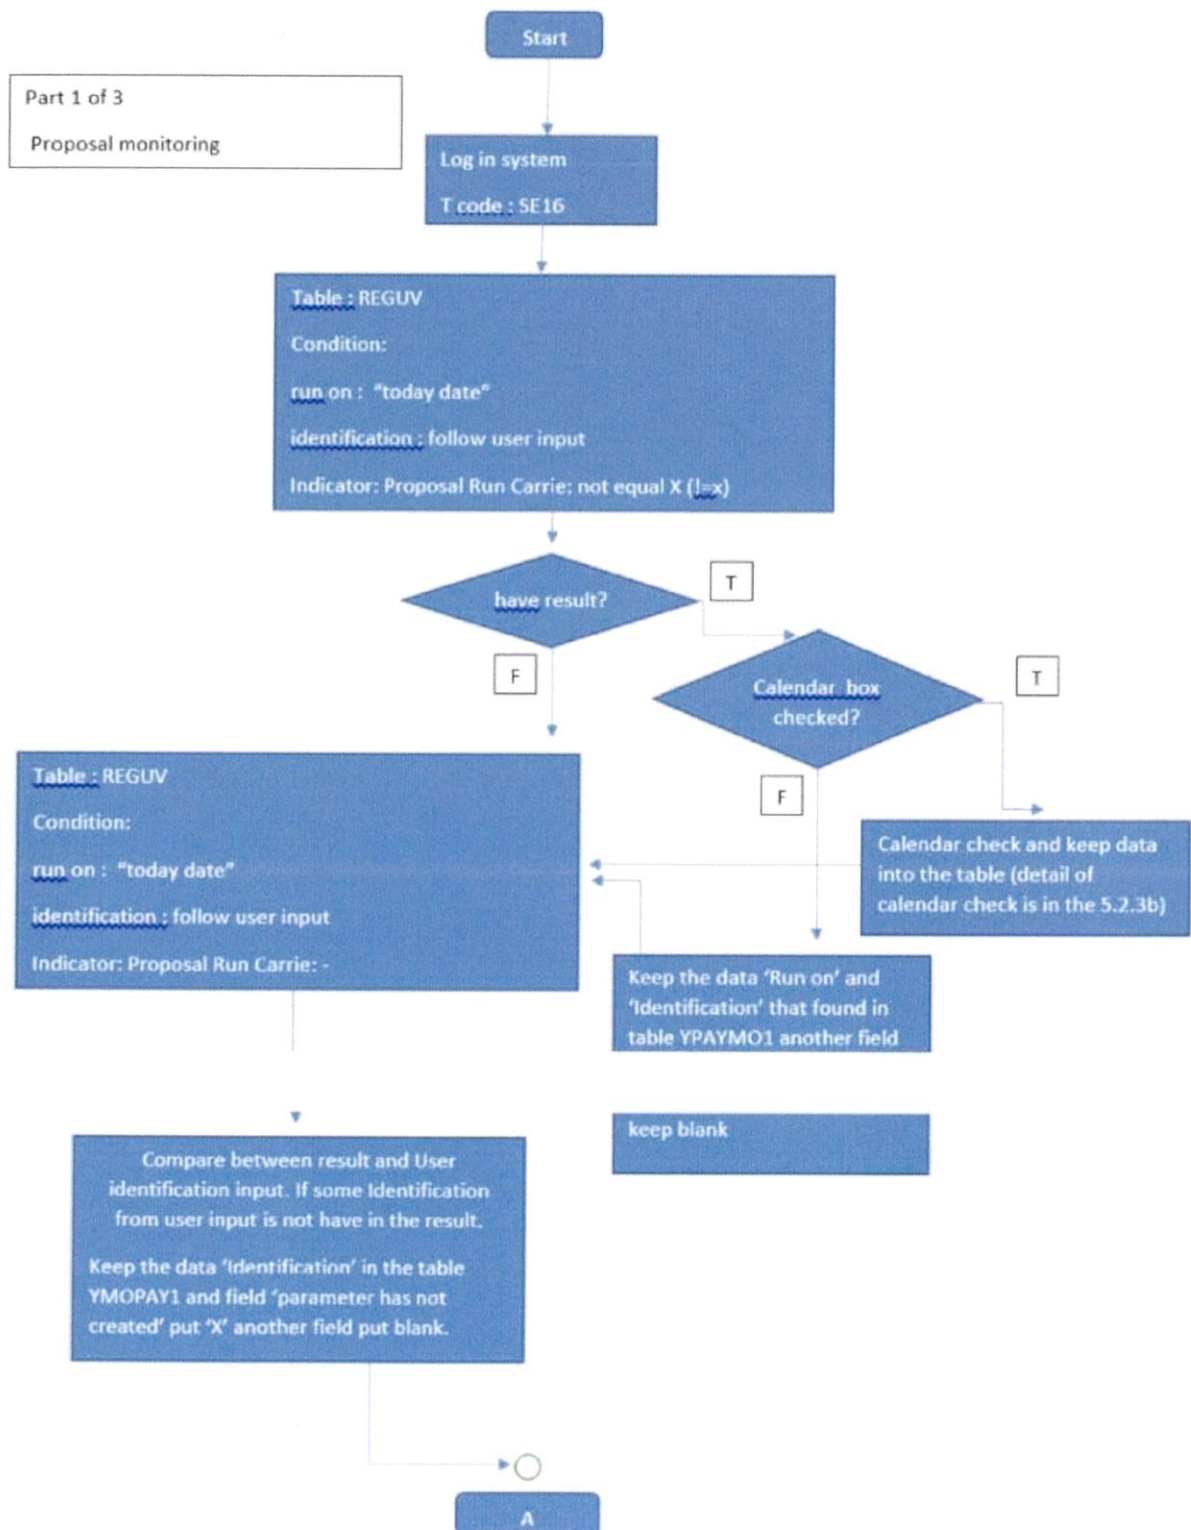 Start
Part 1 of 3
Proposal monitoring
Log in system
T code : SE16
Table : REGUV
Condition:
run on : “today date”
identification : follow user input
Indicator: Proposal Run Carrie: not equal X (!=x)
have result?
T
F
Calendar box
checked?
T
F
Table : REGUV
Condition:
run on : “today date”
identification : follow user input
Indicator: Proposal Run Carrie: -
Calendar check and keep data
into the table (detail of
calendar check is in the 5.2.3b)
Keep the data ‘Run on’ and
‘Identification’ that found in
table YPAYMO1 another field
keep blank
Compare between result and User
identification input. If some Identification
from user input is not have in the result.
Keep the data ‘Identification’ in the table
YMOPAY1 and field ‘parameter has not
created’ put ‘X’ another field put blank.
A